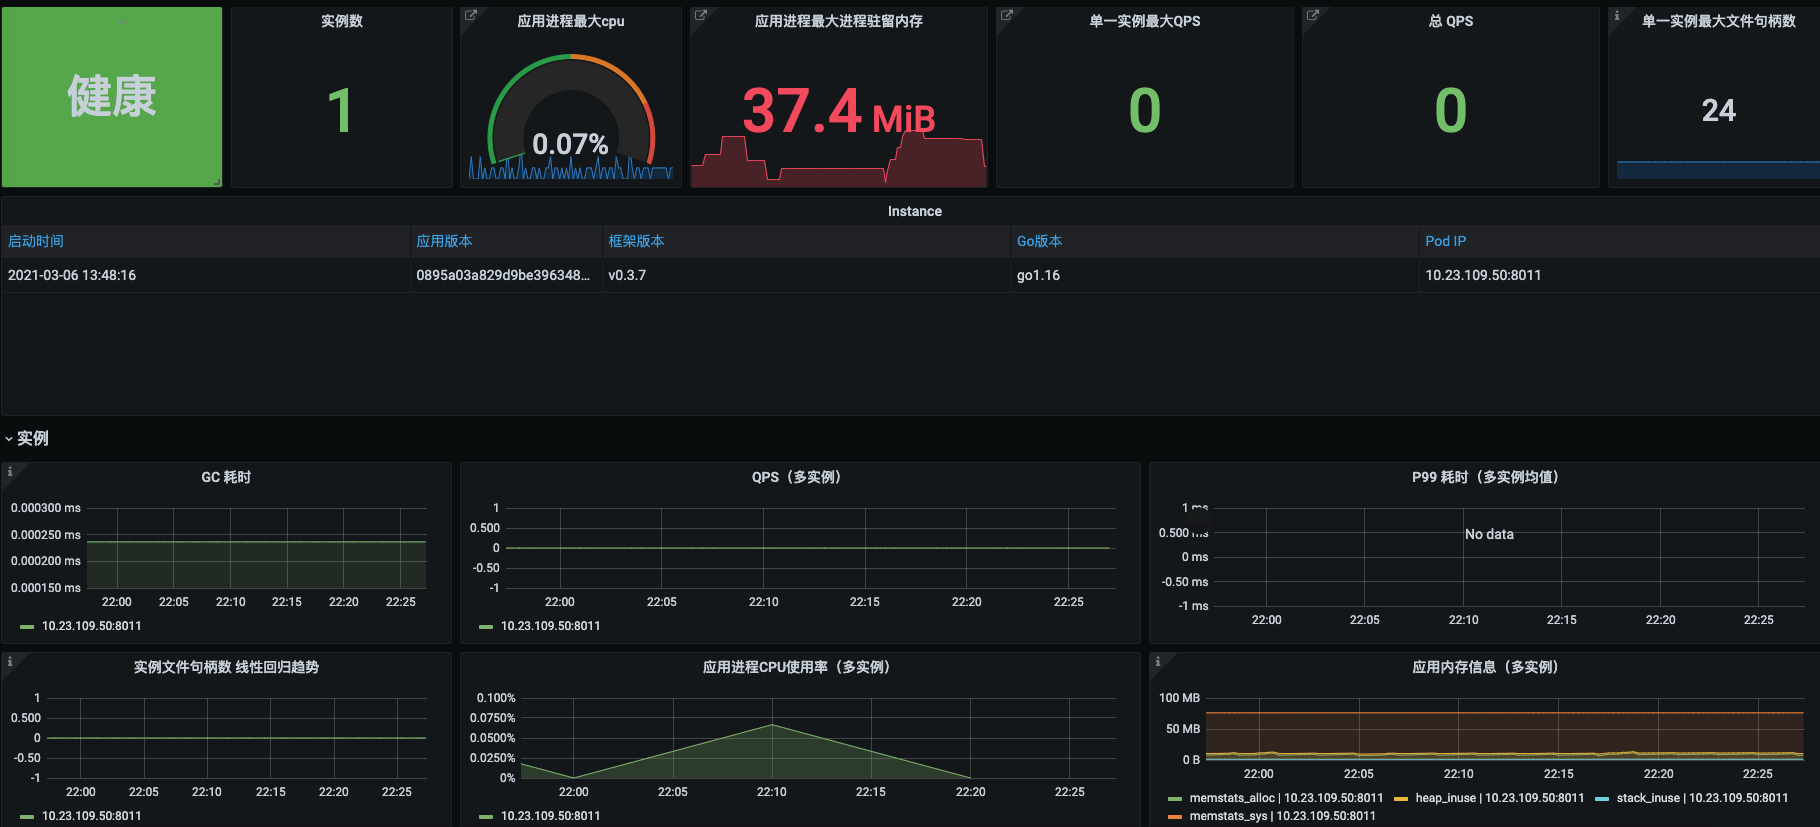 健康
实例数
1
应用进程最大cpu
0.07%
应用进程最大进程驻留内存
37.4 MiB
单一实例最大QPS
0
总 QPS
0
单一实例最大文件句柄数
24
Instance
启动时间 应用版本 框架版本 Go版本 Pod IP
2021-03-06 13:48:16 0895a03a829d9be396348... v0.3.7 go1.16 10.23.109.50:8011
实例
GC 耗时
0.000300 ms
0.000250 ms
0.000200 ms
0.000150 ms
22:00 22:05 22:10 22:15 22:20 22:25
10.23.109.50:8011
QPS（多实例）
1
0.500
0
-0.50
-1
22:00 22:05 22:10 22:15 22:20 22:25
10.23.109.50:8011
P99 耗时（多实例均值）
1 ms
0.500 ms
0 ms
-0.50 ms
-1 ms
No data
22:00 22:05 22:10 22:15 22:20 22:25
实例文件句柄数 线性回归趋势
1
0.500
0
-0.50
-1
22:00 22:05 22:10 22:15 22:20 22:25
10.23.109.50:8011
应用进程CPU使用率（多实例）
0.100%
0.0750%
0.0500%
0.0250%
0%
22:00 22:05 22:10 22:15 22:20 22:25
10.23.109.50:8011
应用内存信息（多实例）
100 MB
50 MB
0 B
22:00 22:05 22:10 22:15 22:20 22:25
memstats_alloc | 10.23.109.50:8011 heap_inuse | 10.23.109.50:8011 stack_inuse | 10.23.109.50:8011
memstats_sys | 10.23.109.50:8011